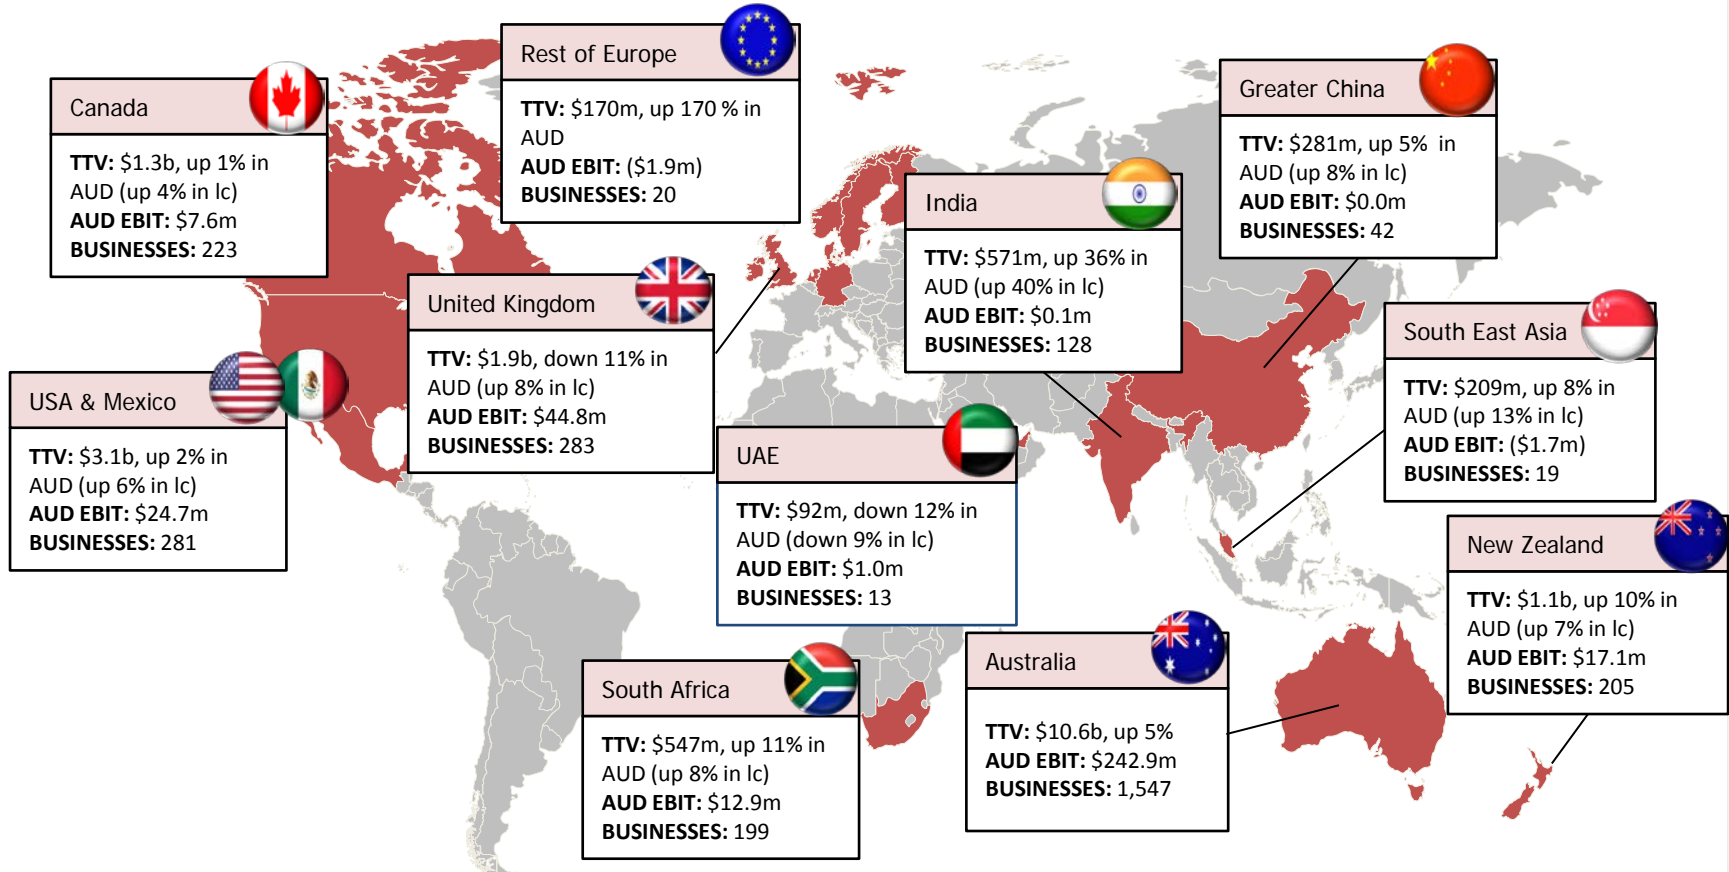 Canada
TTV: $1.3b, up 1% in
AUD (up 4% in lc)
AUD EBIT: $7.6m
BUSINESSES: 223
Rest of Europe
TTV: $170m, up 170 % in
AUD
AUD EBIT: ($1.9m)
BUSINESSES: 20
Greater China
TTV: $281m, up 5% in
AUD (up 8% in lc)
AUD EBIT: $0.0m
BUSINESSES: 42
India
TTV: $571m, up 36% in
AUD (up 40% in lc)
AUD EBIT: $0.1m
BUSINESSES: 128
United Kingdom
TTV: $1.9b, down 11% in
AUD (up 8% in lc)
AUD EBIT: $44.8m
BUSINESSES: 283
South East Asia
TTV: $209m, up 8% in
AUD (up 13% in lc)
AUD EBIT: ($1.7m)
BUSINESSES: 19
USA & Mexico
TTV: $3.1b, up 2% in
AUD (up 6% in lc)
AUD EBIT: $24.7m
BUSINESSES: 281
UAE
TTV: $92m, down 12% in
AUD (down 9% in lc)
AUD EBIT: $1.0m
BUSINESSES: 13
New Zealand
TTV: $1.1b, up 10% in
AUD (up 7% in lc)
AUD EBIT: $17.1m
BUSINESSES: 205
South Africa
TTV: $547m, up 11% in
AUD (up 8% in lc)
AUD EBIT: $12.9m
BUSINESSES: 199
Australia
TTV: $10.6b, up 5%
AUD EBIT: $242.9m
BUSINESSES: 1,547